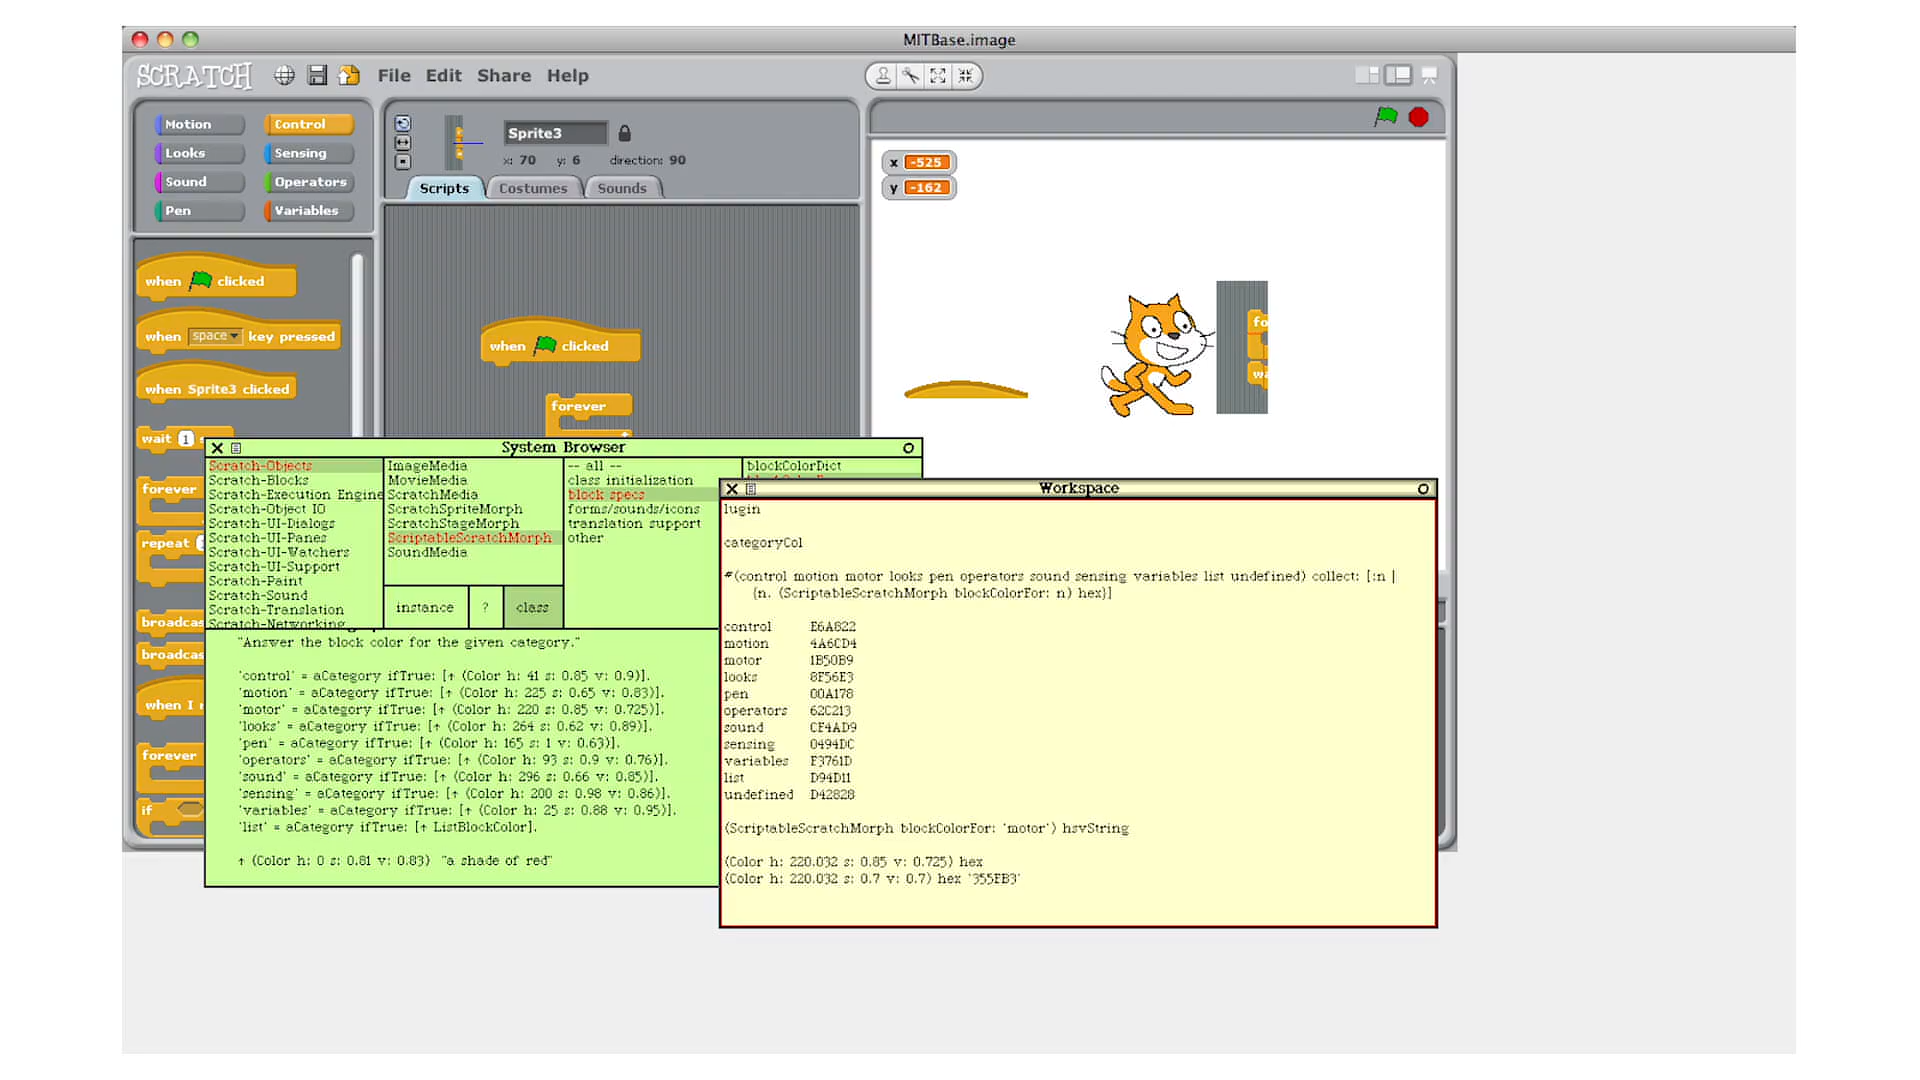 MITBase.image
SCRATCH File Edit Share Help
Motion Control
Looks Sensing
Sound Operators
Pen Variables
Sprite3
x: 70 y: 6 direction: 90
Scripts Costumes Sounds
x -525
y -162
when clicked
when space key pressed
when Sprite3 clicked
wait 1
forever
repeat
broadcas
broadcas
when I
forever
if
when clicked
forever
fo
wa
System Browser
Scratch-Objects
Scratch-Blocks
Scratch-Execution Engine
Scratch-Object IO
Scratch-UI-Dialogs
Scratch-UI-Panes
Scratch-UI-Watchers
Scratch-UI-Support
Scratch-Paint
Scratch-Sound
Scratch-Translation
Scratch-Networking
ImageMedia
MovieMedia
ScratchMedia
ScratchSpriteMorph
ScratchStageMorph
ScriptableScratchMorph
SoundMedia
instance ? class
-- all --
class initialization
block specs
forms/sounds/icons
translation support
other
blockColorDict
"Answer the block color for the given category."
'control' = aCategory ifTrue: [↑ (Color h: 41 s: 0.85 v: 0.9)].
'motion' = aCategory ifTrue: [↑ (Color h: 225 s: 0.65 v: 0.83)].
'motor' = aCategory ifTrue: [↑ (Color h: 220 s: 0.85 v: 0.725)].
'looks' = aCategory ifTrue: [↑ (Color h: 264 s: 0.62 v: 0.89)].
'pen' = aCategory ifTrue: [↑ (Color h: 165 s: 1 v: 0.63)].
'operators' = aCategory ifTrue: [↑ (Color h: 93 s: 0.9 v: 0.76)].
'sound' = aCategory ifTrue: [↑ (Color h: 296 s: 0.66 v: 0.85)].
'sensing' = aCategory ifTrue: [↑ (Color h: 200 s: 0.98 v: 0.86)].
'variables' = aCategory ifTrue: [↑ (Color h: 25 s: 0.88 v: 0.95)].
'list' = aCategory ifTrue: [↑ ListBlockColor].
↑ (Color h: 0 s: 0.81 v: 0.83) "a shade of red"
Workspace
lugin
categoryCol
#(control motion motor looks pen operators sound sensing variables list undefined) collect: [:n |
{n. (ScriptableScratchMorph blockColorFor: n) hex}]
control E6A822
motion 4A6CD4
motor 1B50B9
looks 8F56E3
pen 00A178
operators 62C213
sound CF4AD9
sensing 0494DC
variables F3761D
list D94D11
undefined D42828
(ScriptableScratchMorph blockColorFor: 'motor') hsvString
(Color h: 220.032 s: 0.85 v: 0.725) hex
(Color h: 220.032 s: 0.7 v: 0.7) hex '355EB3'